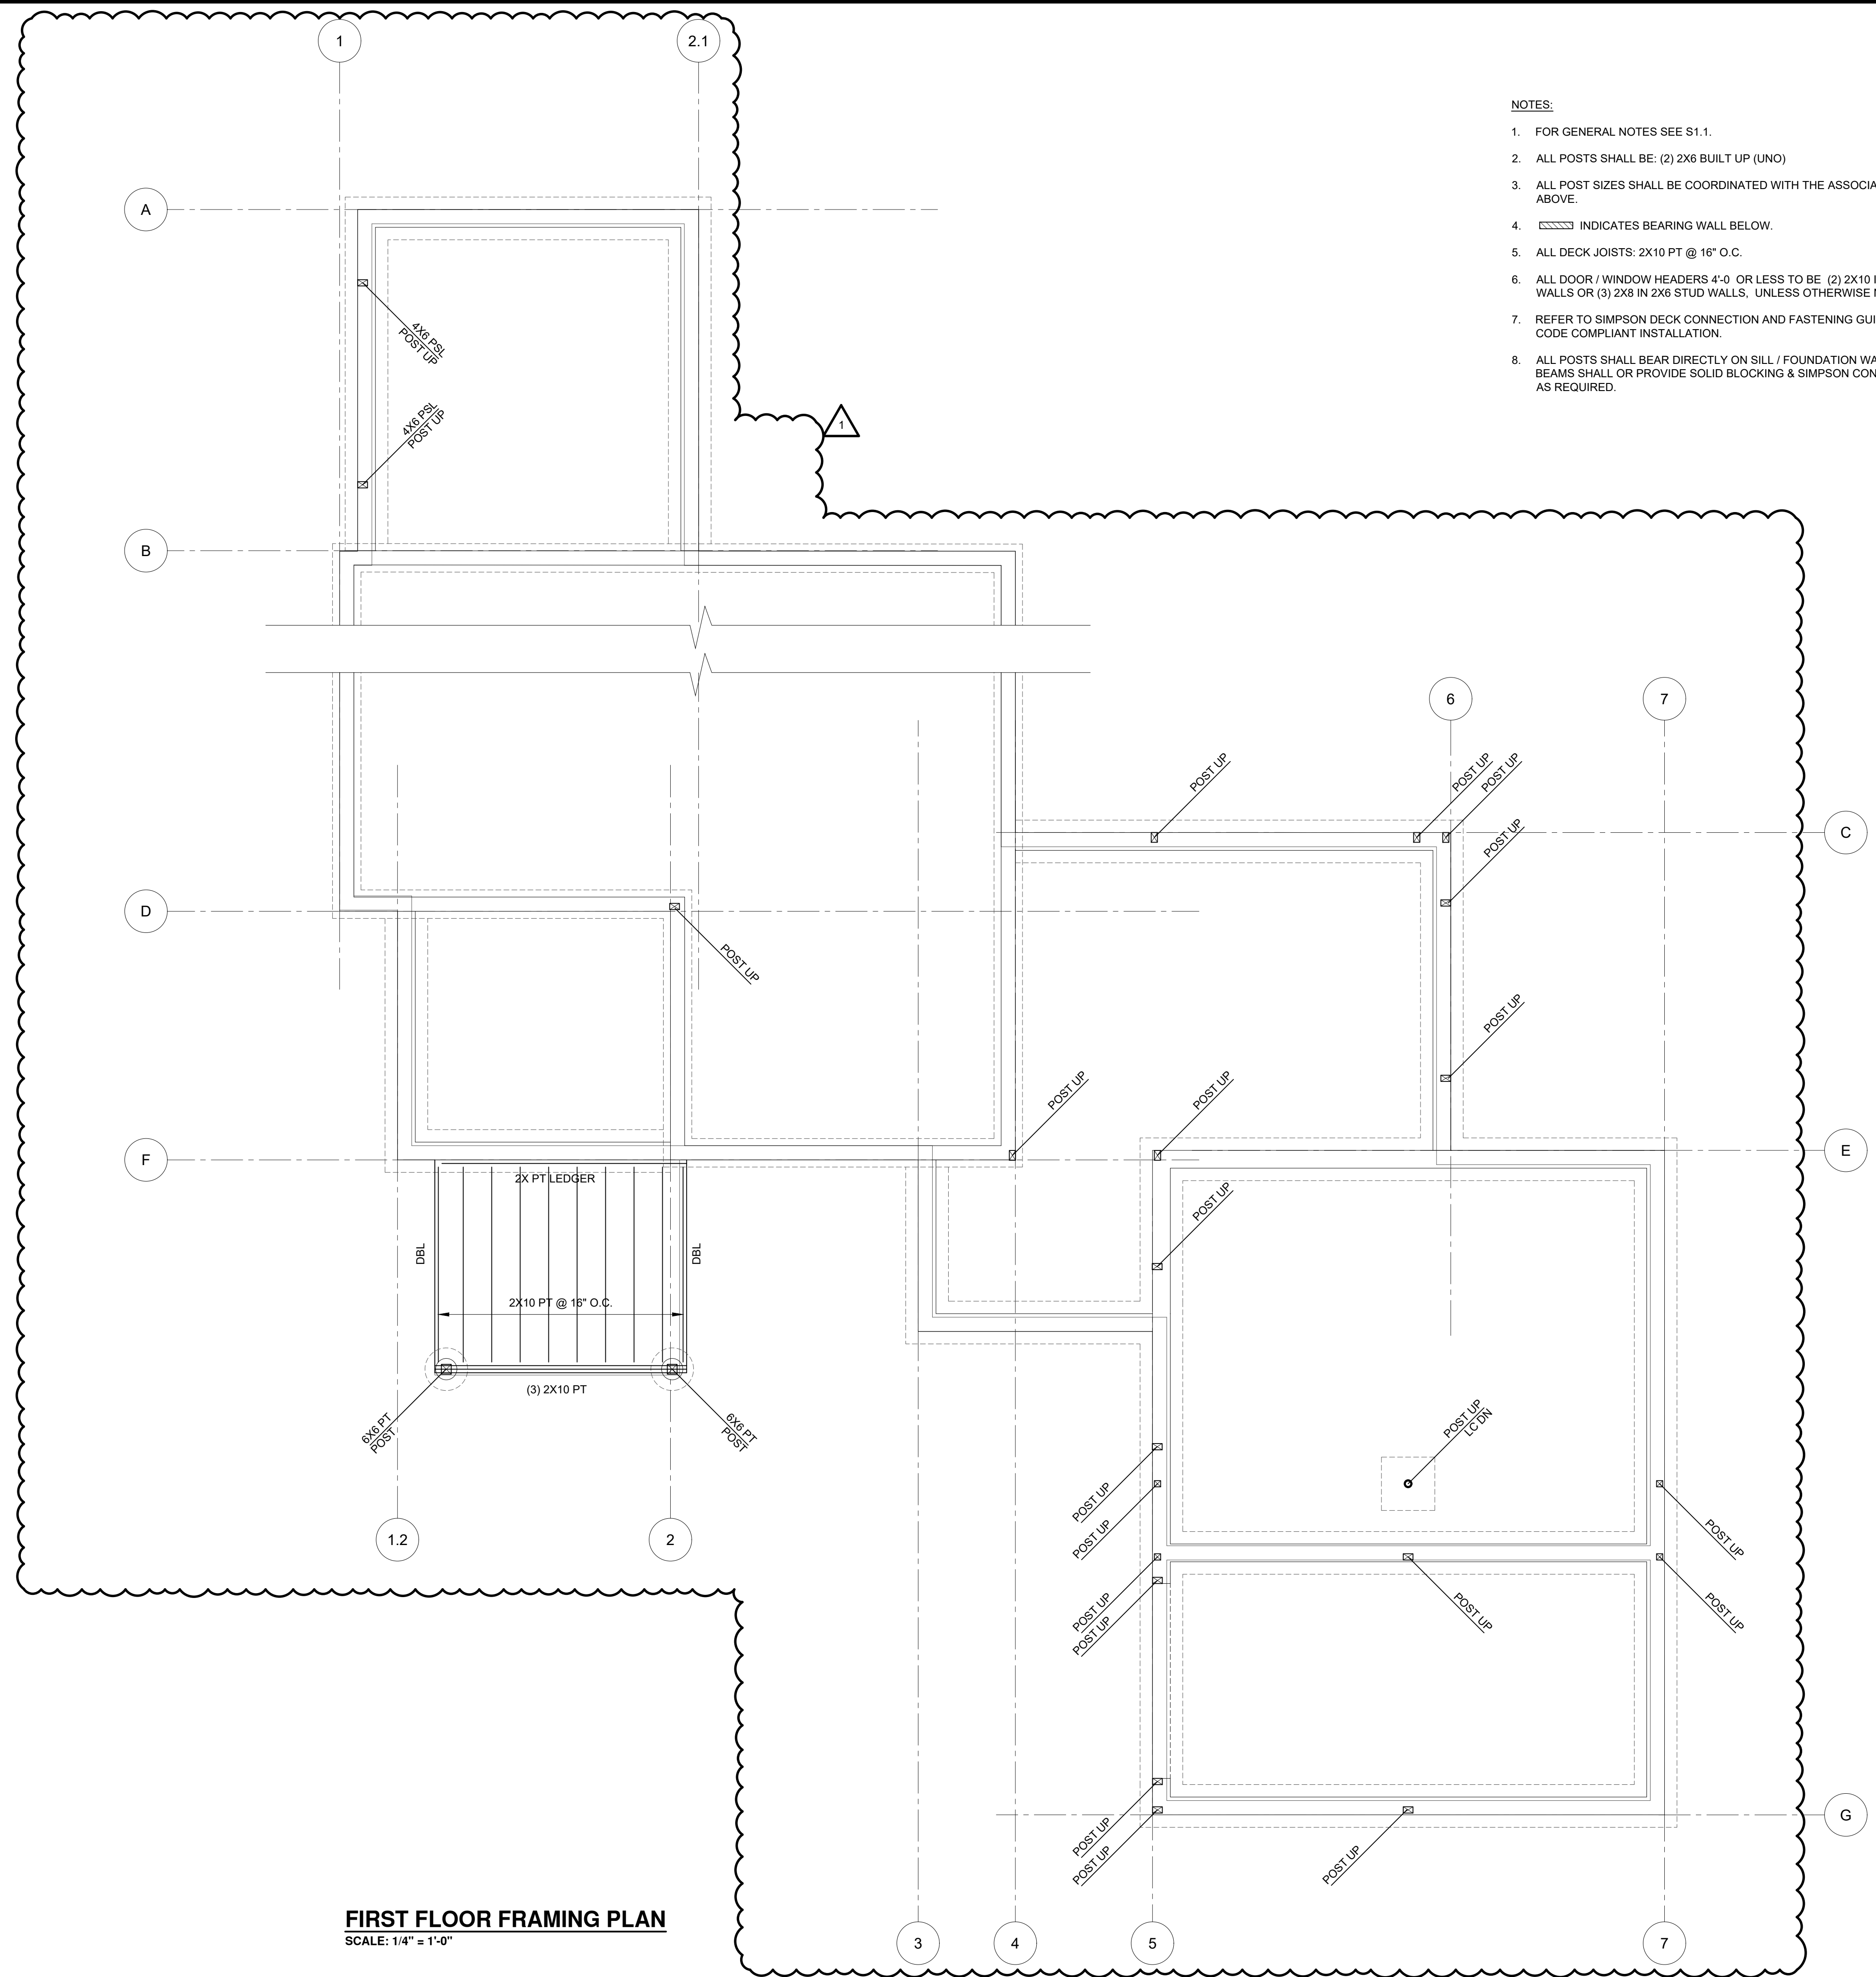 1
2.1
NOTES:
1. FOR GENERAL NOTES SEE S1.1.
2. ALL POSTS SHALL BE: (2) 2X6 BUILT UP (UNO)
3. ALL POST SIZES SHALL BE COORDINATED WITH THE
ABOVE.
4. INDICATES BEARING WALL BELOW.
5. ALL DECK JOISTS: 2X10 PT @ 16" O.C.
6. ALL DOOR / WINDOW HEADERS 4'-0 OR LESS TO BE (2) 2X10
WALLS OR (3) 2X8 IN 2X6 STUD WALLS, UNLESS OTHERWISE
7. REFER TO SIMPSON DECK CONNECTION AND FASTENING
CODE COMPLIANT INSTALLATION.
8. ALL POSTS SHALL BEAR DIRECTLY ON SILL / FOUNDATION
BEAMS SHALL OR PROVIDE SOLID BLOCKING & SIMPSON
AS REQUIRED.
A
4X6 PSL
POST UP
4X6 PSL
POST UP
1
B
6
7
POST UP
POST UP
POST UP
POST UP
C
D
POST UP
POST UP
POST UP
POST UP
F
E
2X PT LEDGER
POST UP
DBL
DBL
2X10 PT @ 16" O.C.
(3) 2X10 PT
6X6 PT
POST
6X6 PT
POST
POST UP
LC DN
POST UP
POST UP
POST UP
1.2
2
POST UP
POST UP
POST UP
POST UP
POST UP
POST UP
POST UP
G
FIRST FLOOR FRAMING PLAN
SCALE: 1/4" = 1'-0"
3
4
5
7